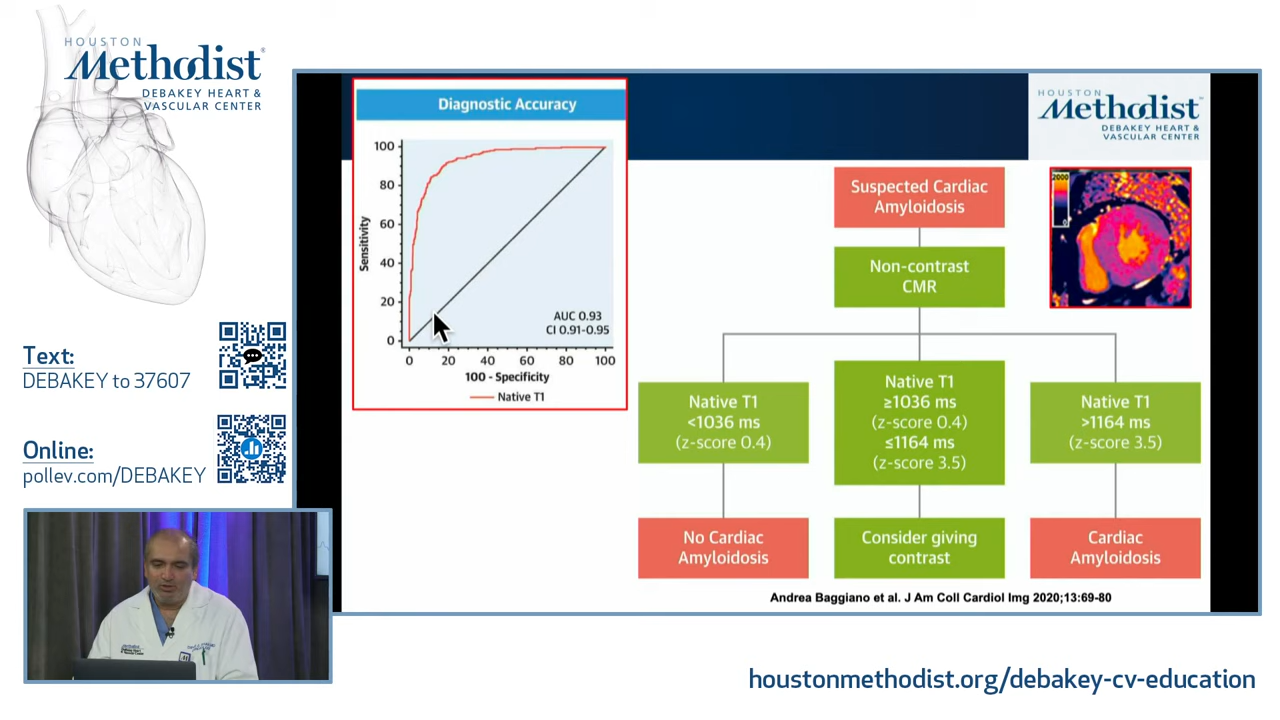 HOUSTON
Methodist®
DEBAKEY HEART &
VASCULAR CENTER
Text:
DEBAKEY to 37607
Online:
pollev.com/DEBAKEY
Diagnostic Accuracy
100
80
60
40
20
0
Sensitivity
0 20 40 60 80 100
100 - Specificity
Native T1
AUC 0.93
CI 0.91-0.95
HOUSTON
Methodist
DEBAKEY HEART &
VASCULAR CENTER
Suspected Cardiac
Amyloidosis
2000
0
Non-contrast
CMR
Native T1
<1036 ms
(z-score 0.4)
Native T1
≥1036 ms
(z-score 0.4)
≤1164 ms
(z-score 3.5)
Native T1
>1164 ms
(z-score 3.5)
No Cardiac
Amyloidosis
Consider giving
contrast
Cardiac
Amyloidosis
Andrea Baggiano et al. J Am Coll Cardiol Img 2020;13:69-80
houstonmethodist.org/debakey-cv-education